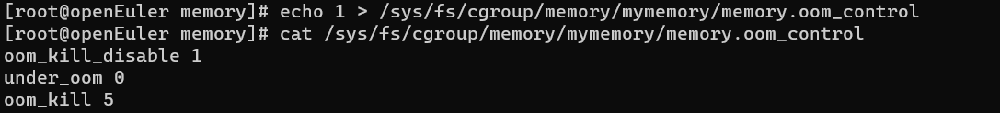 [root@openEuler memory]# echo 1 > /sys/fs/cgroup/memory/mymemory/memory.oom_control
[root@openEuler memory]# cat /sys/fs/cgroup/memory/mymemory/memory.oom_control
oom_kill_disable 1
under_oom 0
oom_kill 5